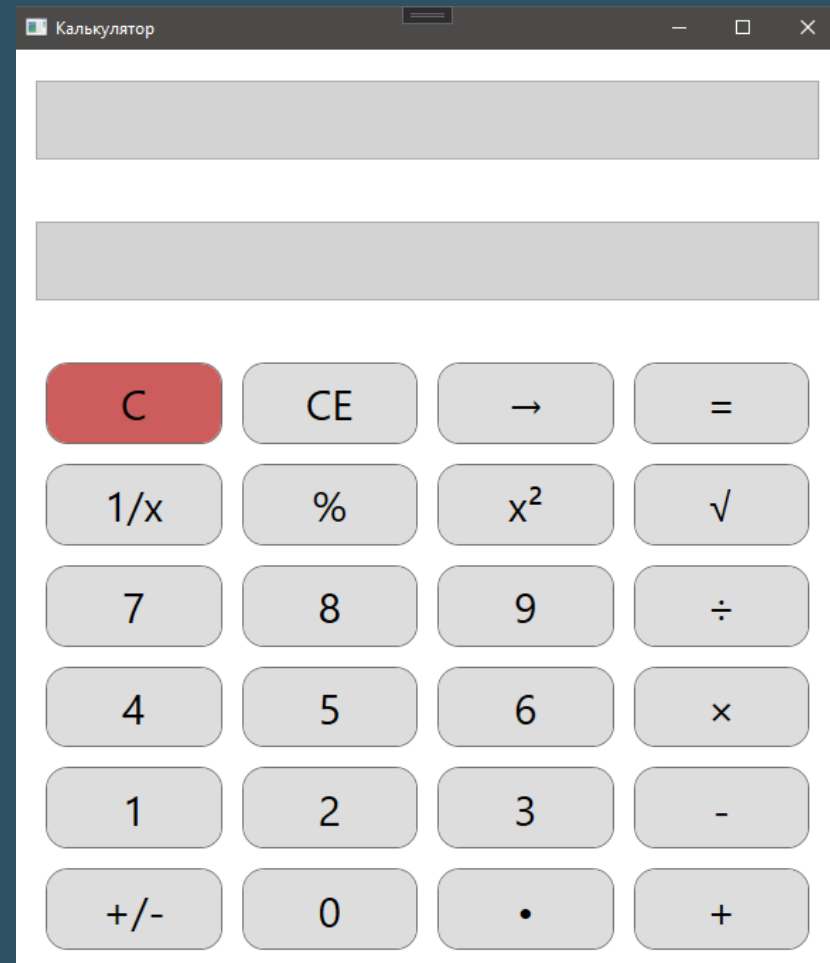 Калькулятор
C CE → =
1/x % x² √
7 8 9 ÷
4 5 6 ×
1 2 3 -
+/- 0 • +